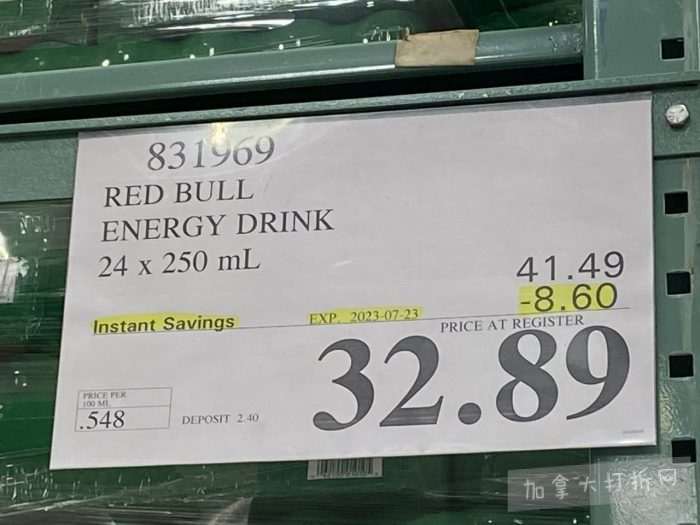 831969
RED BULL
ENERGY DRINK
24 x 250 mL
41.49
-8.60
Instant Savings EXP. 2023-07-23
PRICE AT REGISTER
32.89
PRICE PER
100 ML
.548
DEPOSIT 2.40
加拿大打折网